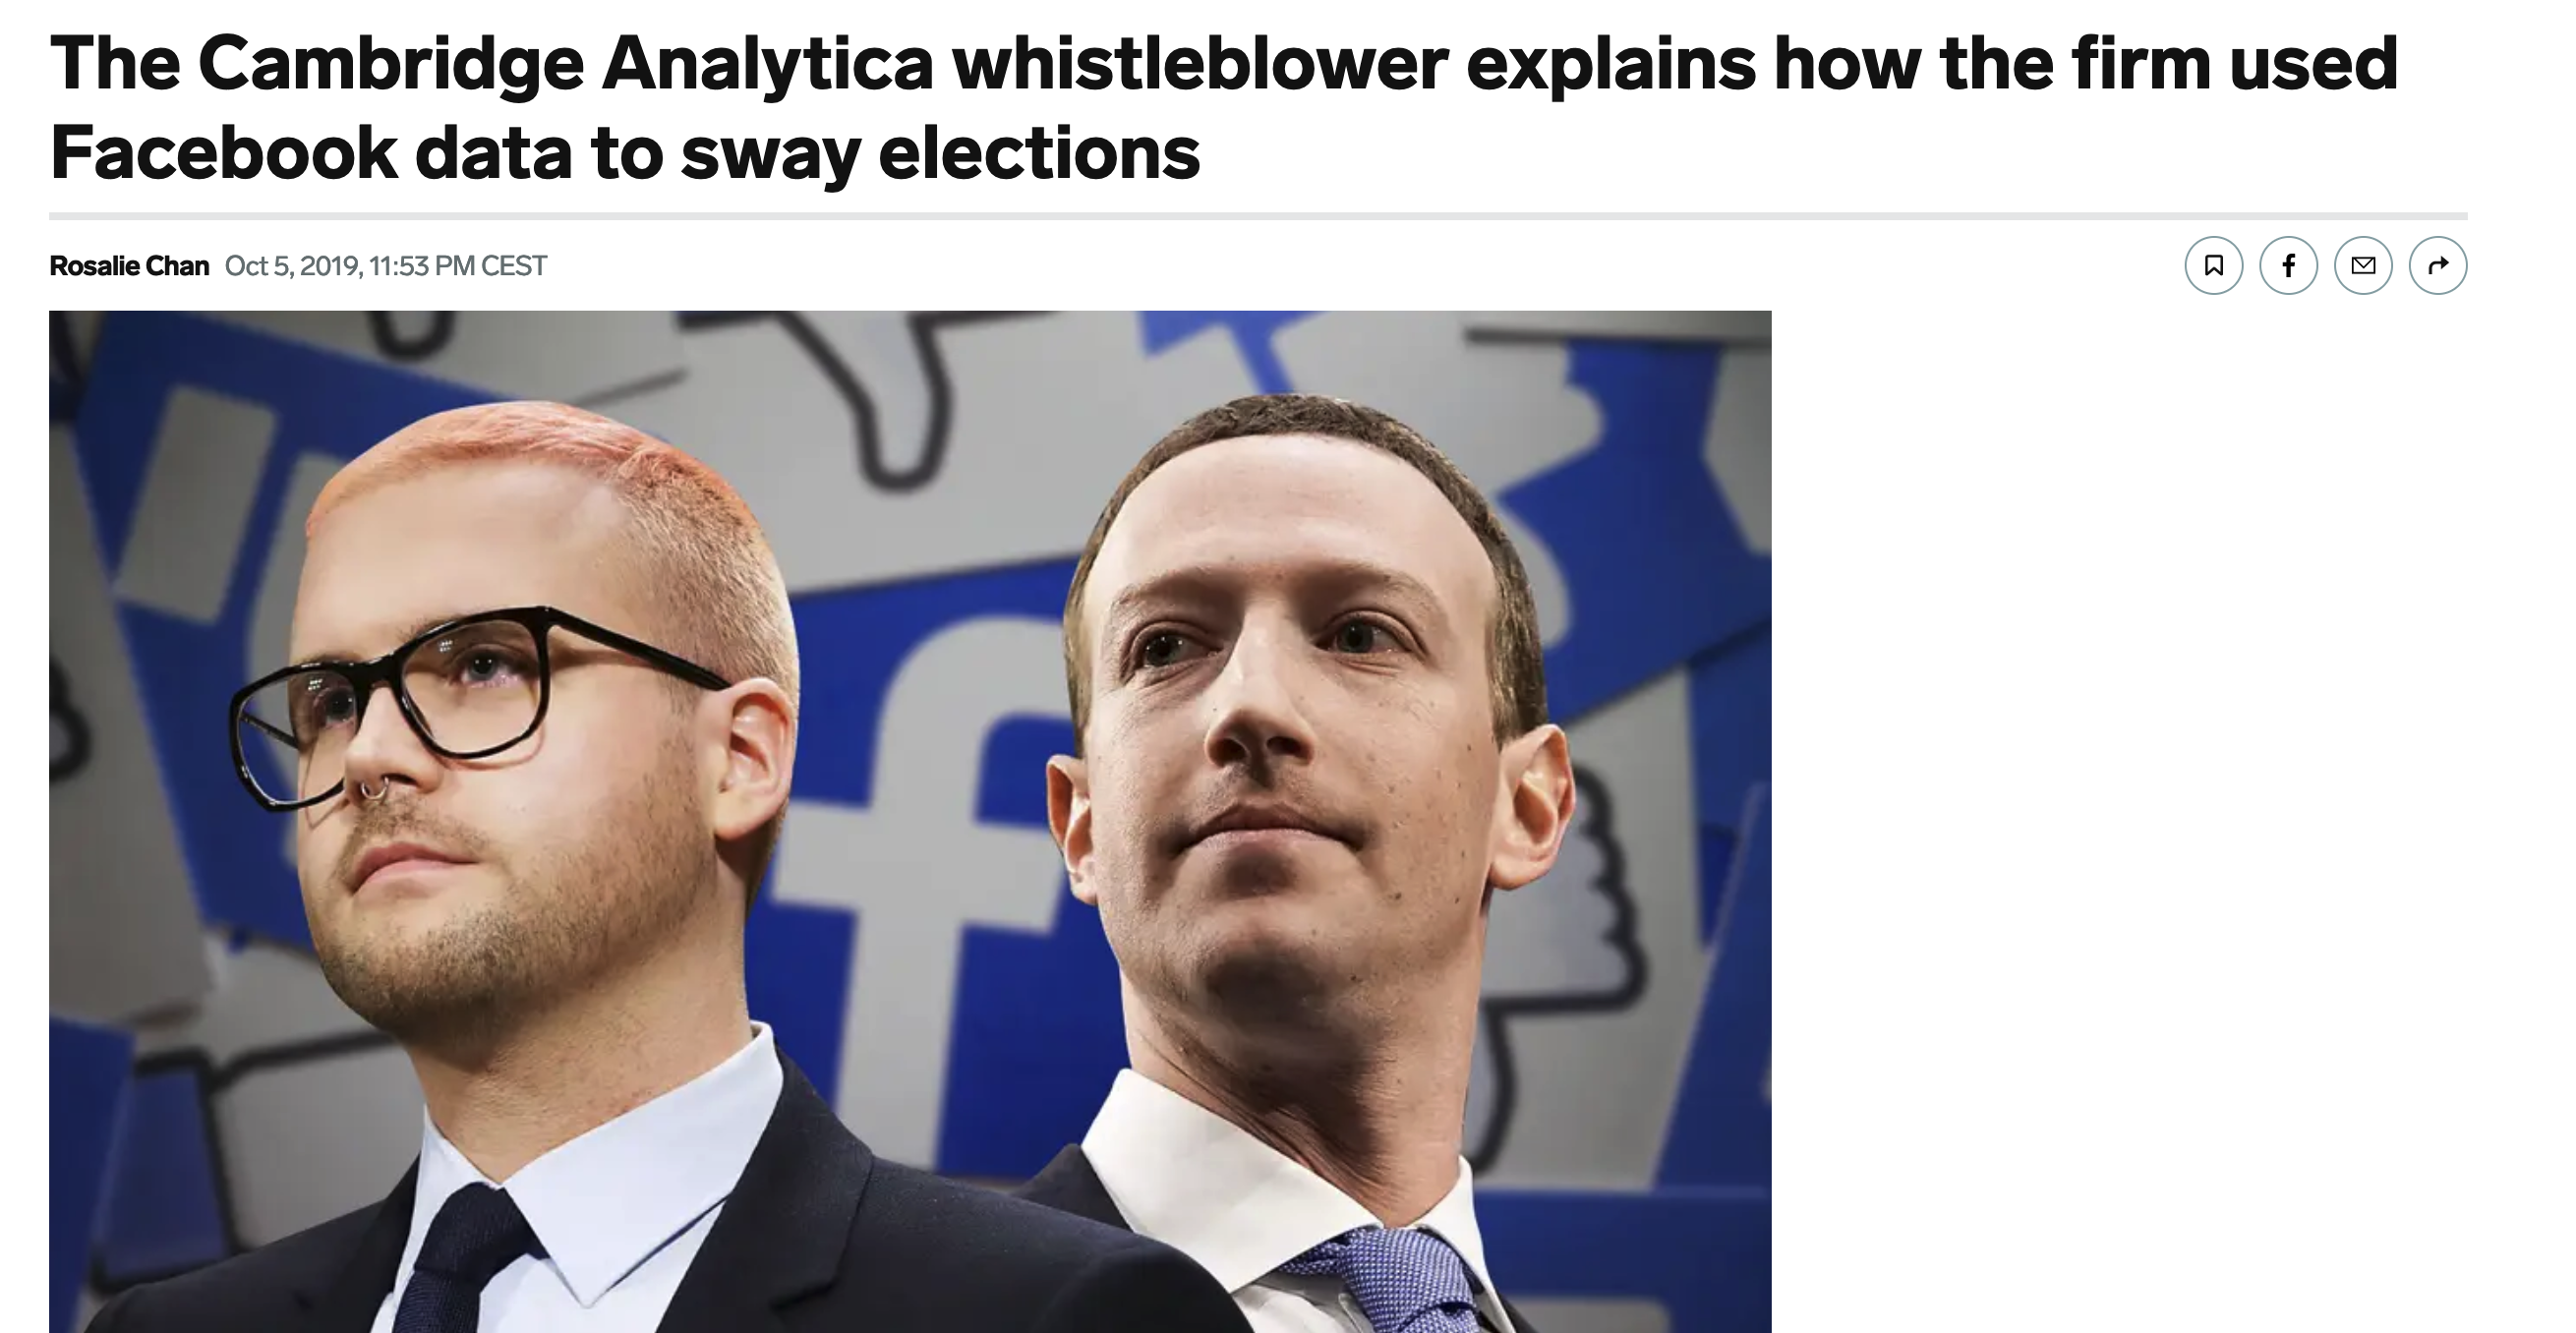 The Cambridge Analytica whistleblower explains how the firm used
Facebook data to sway elections
Rosalie Chan Oct 5, 2019, 11:53 PM CEST